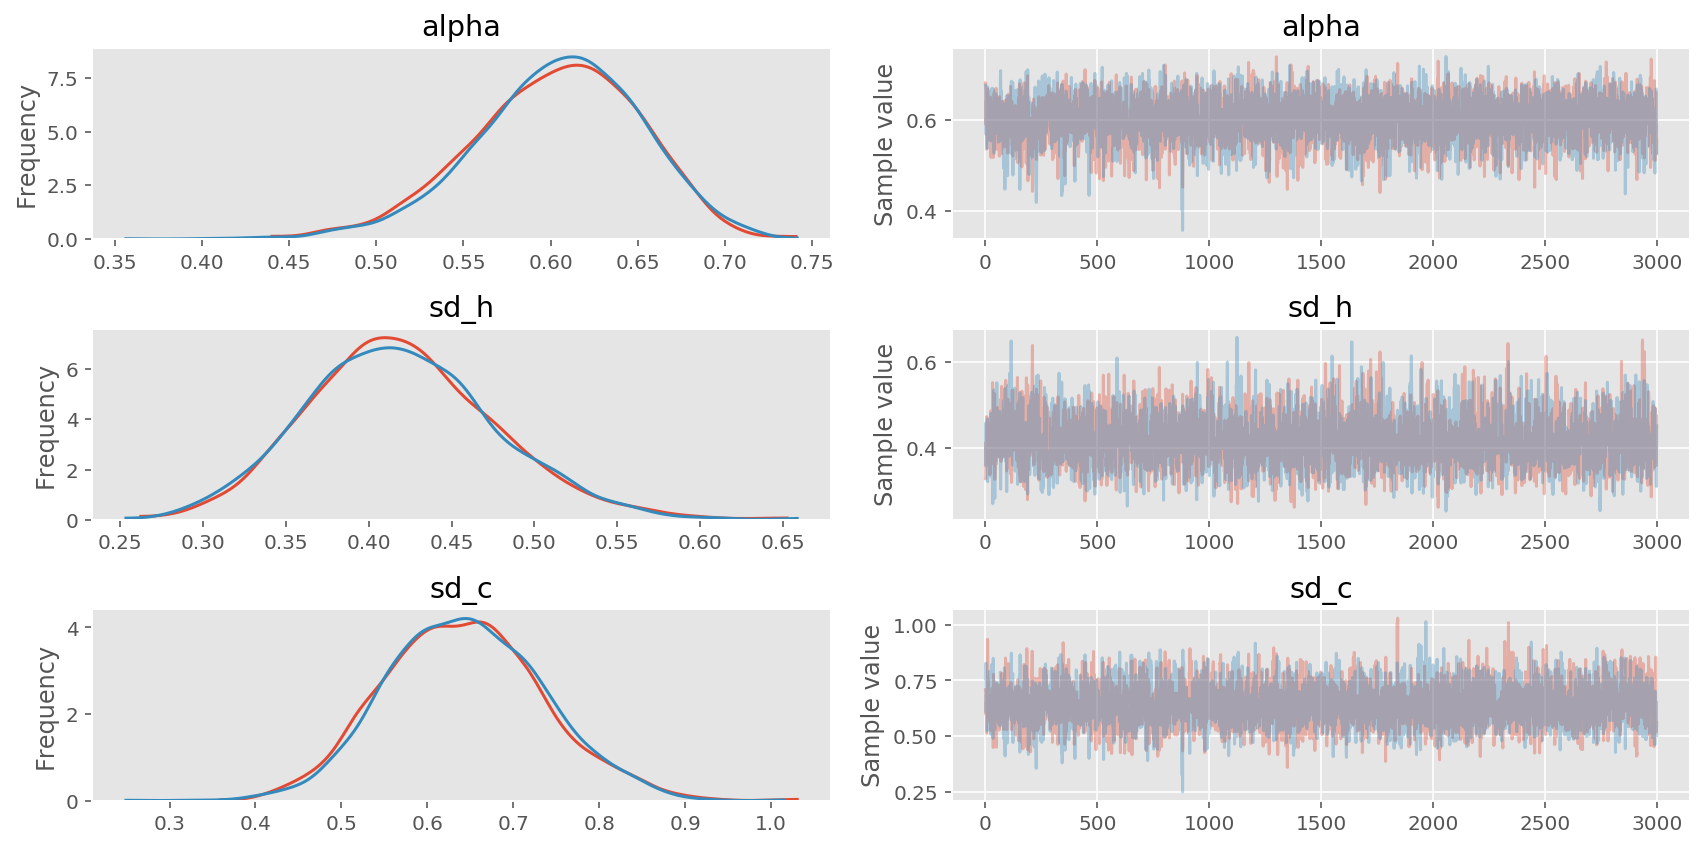 alpha
Frequency
7.5
5.0
2.5
0.0
0.35 0.40 0.45 0.50 0.55 0.60 0.65 0.70 0.75
alpha
Sample value
0.6
0.4
0 500 1000 1500 2000 2500 3000
sd_h
Frequency
6
4
2
0
0.25 0.30 0.35 0.40 0.45 0.50 0.55 0.60 0.65
sd_h
Sample value
0.6
0.4
0 500 1000 1500 2000 2500 3000
sd_c
Frequency
4
2
0
0.3 0.4 0.5 0.6 0.7 0.8 0.9 1.0
sd_c
Sample value
1.00
0.75
0.50
0.25
0 500 1000 1500 2000 2500 3000